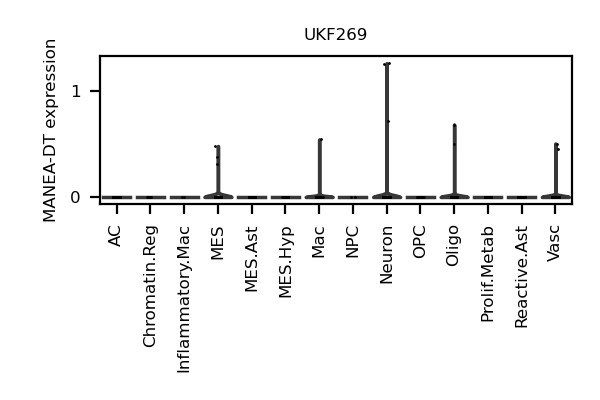 UKF269
MANEA-DT expression
1
0
AC
Chromatin.Reg
Inflammatory.Mac
MES
MES.Ast
MES.Hyp
Mac
NPC
Neuron
OPC
Oligo
Prolif.Metab
Reactive.Ast
Vasc